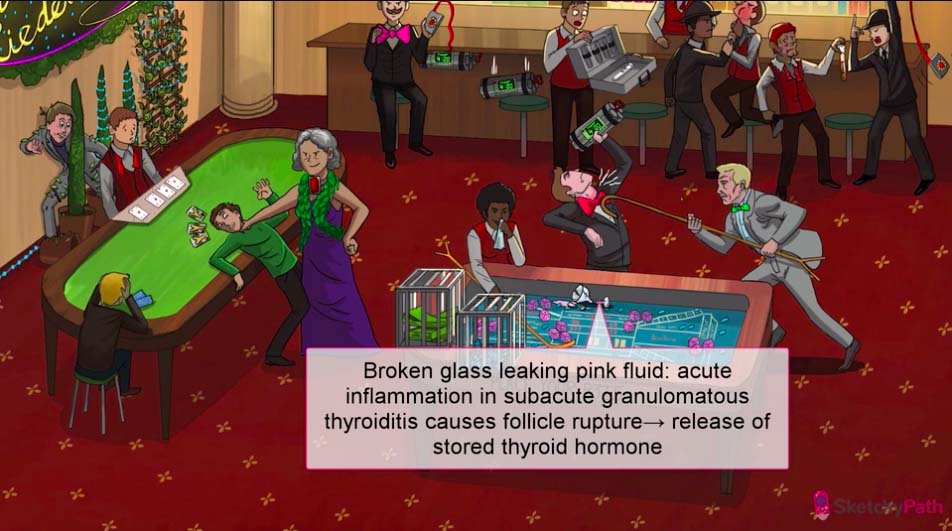 iedel
Broken glass leaking pink fluid: acute
inflammation in subacute granulomatous
thyroiditis causes follicle rupture→ release of
stored thyroid hormone
SketchyPath